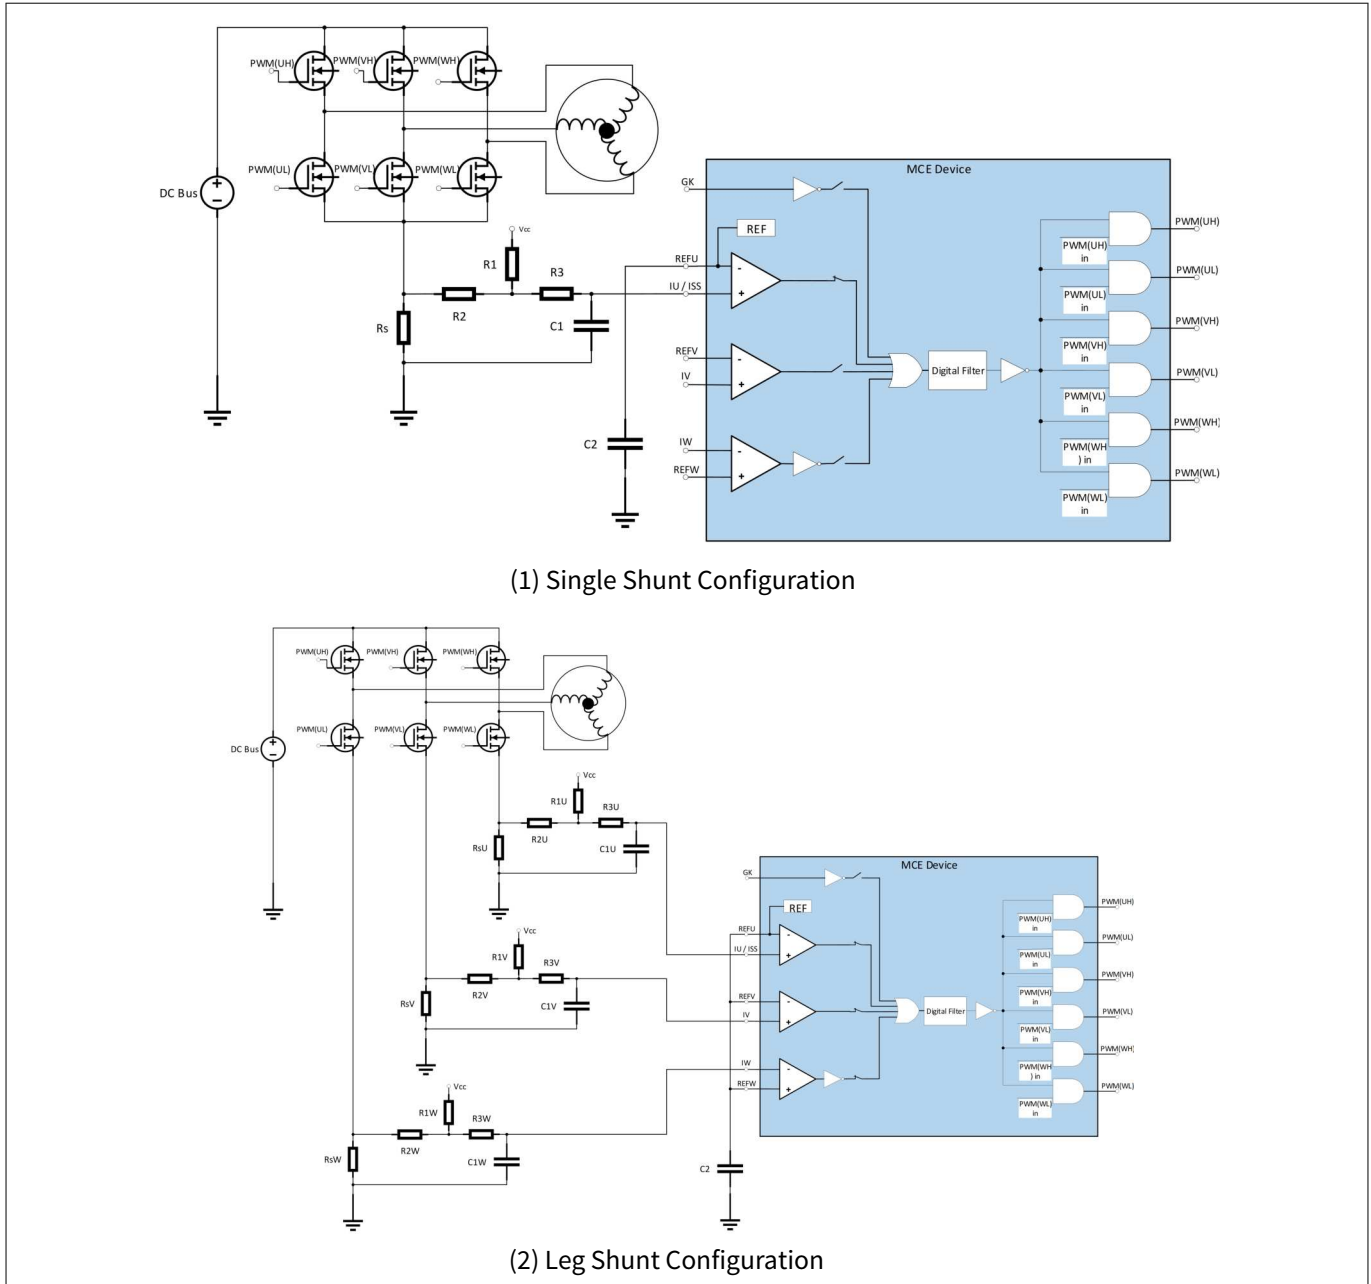 PWM(UH)
PWM(VH)
PWM(WH)
PWM(UL)
PWM(VL)
PWM(WL)
DC Bus
Vcc
R1
R3
R2
Rs
C1
C2
MCE Device
GK
REF
REFU
IU / ISS
REFV
IV
IW
REFW
Digital Filter
PWM(UH)
in
PWM(UL)
in
PWM(VH)
in
PWM(VL)
in
PWM(WH
) in
PWM(WL)
in
PWM(UH)
PWM(UL)
PWM(VH)
PWM(VL)
PWM(WH)
PWM(WL)
(1) Single Shunt Configuration
PWM(UH)
PWM(VH)
PWM(WH)
PWM(UL)
PWM(VL)
PWM(WL)
DC Bus
Vcc
R1U
R3U
R2U
RsU
C1U
Vcc
R1V
R3V
R2V
RsV
C1V
Vcc
R1W
R3W
R2W
RsW
C1W
C2
MCE Device
GK
REF
REFU
IU / ISS
REFV
IV
IW
REFW
Digital Filter
PWM(UH)
in
PWM(UL)
in
PWM(VH)
in
PWM(VL)
in
PWM(WH
) in
PWM(WL)
in
PWM(UH)
PWM(UL)
PWM(VH)
PWM(VL)
PWM(WH)
PWM(WL)
(2) Leg Shunt Configuration